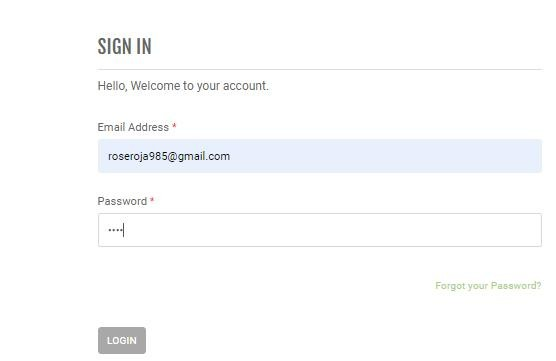 SIGN IN
Hello, Welcome to your account.
Email Address *
roseroja985@gmail.com
Password *
••••
Forgot your Password?
LOGIN